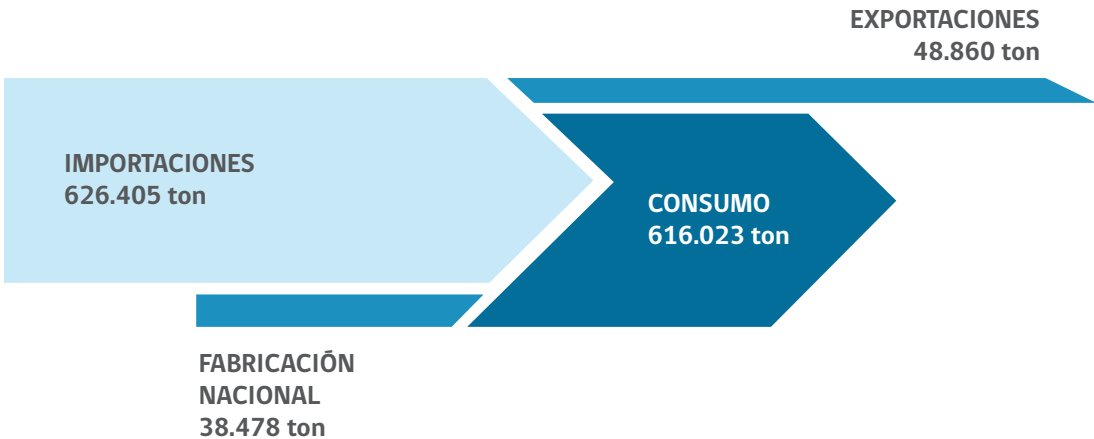 EXPORTACIONES
48.860 ton
IMPORTACIONES
626.405 ton
CONSUMO
616.023 ton
FABRICACIÓN
NACIONAL
38.478 ton